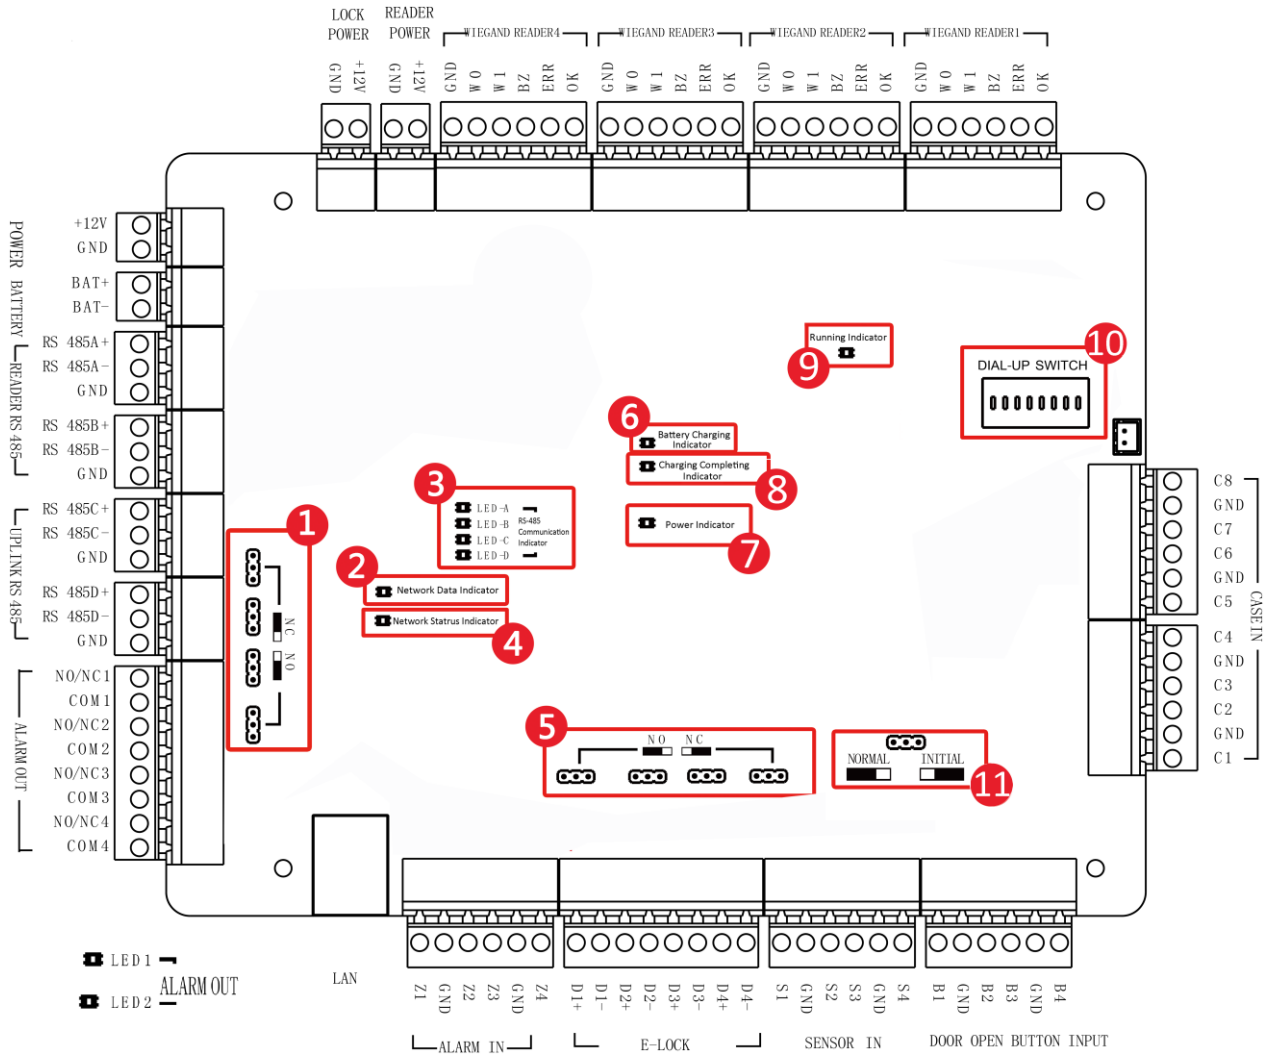 LOCK POWER
READER POWER
WIEGAND READER4
WIEGAND READER3
WIEGAND READER2
WIEGAND READER1
GND
+12V
GND
+12V
GND
W0
W1
BZ
ERR
OK
GND
W0
W1
BZ
ERR
OK
GND
W0
W1
BZ
ERR
OK
GND
W0
W1
BZ
ERR
OK
POWER
+12V
GND
BATTERY
BAT+
BAT-
READER RS 485
RS 485A+
RS 485A-
GND
RS 485B+
RS 485B-
GND
UPLINK RS 485
RS 485C+
RS 485C-
GND
RS 485D+
RS 485D-
GND
ALARM OUT
NO/NC1
COM1
NO/NC2
COM2
NO/NC3
COM3
NO/NC4
COM4
1
NC
NO
2
Network Data Indicator
3
LED-A
LED-B
LED-C
LED-D
RS-485
Communication
Indicator
4
Network Statrus Indicator
5
NO
NC
6
Battery Charging
Indicator
7
Power Indicator
8
Charging Completing
Indicator
9
Running Indicator
10
DIAL-UP SWITCH
11
NORMAL
INITIAL
C8
GND
C7
C6
GND
C5
C4
GND
C3
C2
GND
C1
CASE IN
LED1
LED2
ALARM OUT
LAN
Z1
GND
Z2
Z3
GND
Z4
ALARM IN
D1+
D1-
D2+
D2-
D3+
D3-
D4+
D4-
E-LOCK
S1
GND
S2
S3
GND
S4
SENSOR IN
B1
GND
B2
B3
GND
B4
DOOR OPEN BUTTON INPUT